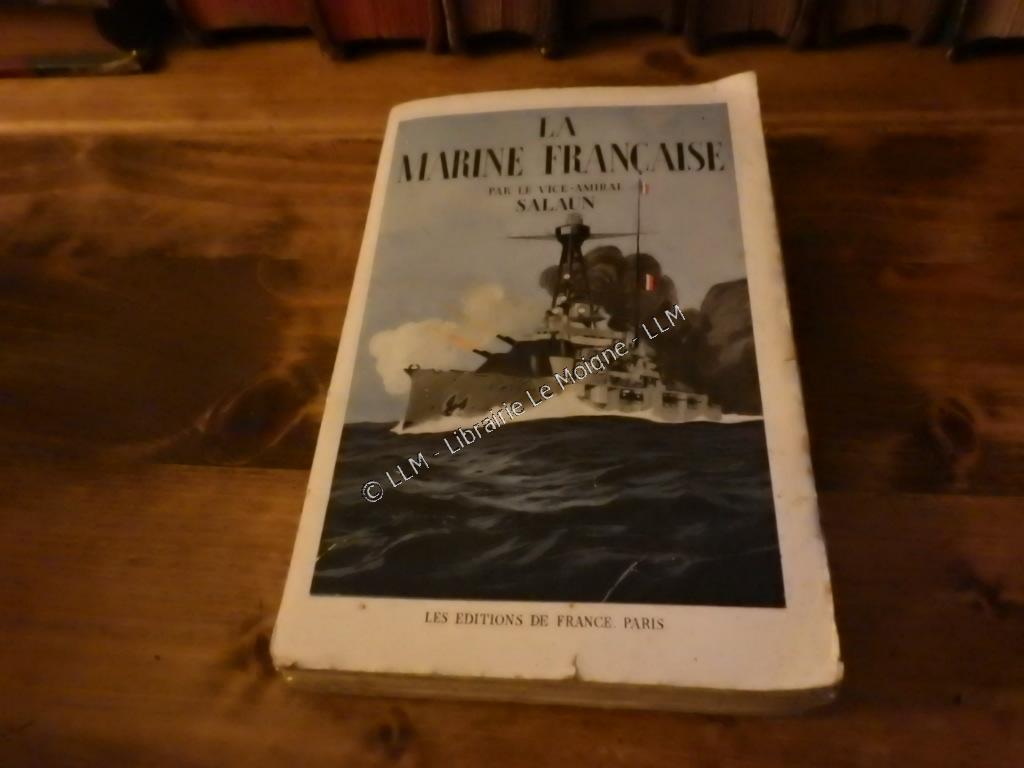 LA
MARINE FRANÇAISE
PAR LE VICE-AMIRAL
SALAUN
© LLM - Librairie Le Moigne - LLM
LES EDITIONS DE FRANCE. PARIS